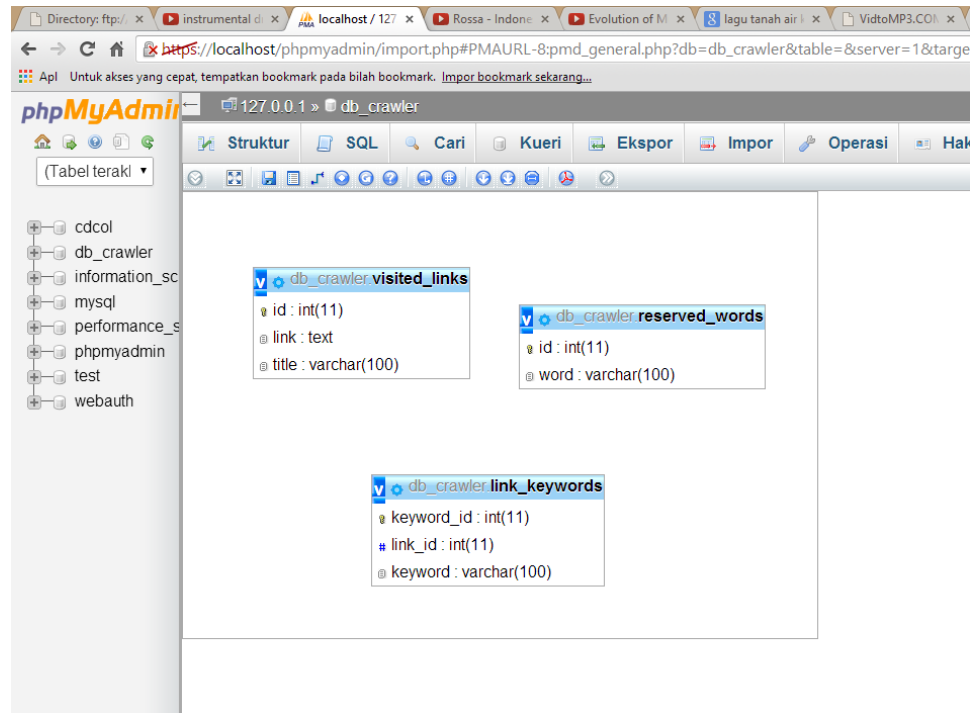 Directory: ftp:/ instrumental di localhost / 127 Rossa - Indone Evolution of M lagu tanah air k VidtoMP3.CON
https://localhost/phpmyadmin/import.php#PMAURL-8:pmd_general.php?db=db_crawler&table=&server=1&targe
Apl Untuk akses yang cepat, tempatkan bookmark pada bilah bookmark. Impor bookmark sekarang...
phpMyAdmin
127.0.0.1 » db_crawler
Struktur SQL Cari Kueri Ekspor Impor Operasi Hak
(Tabel terakl
cdcol
db_crawler
information_sc
mysql
performance_s
phpmyadmin
test
webauth
v db_crawler.visited_links
id : int(11)
link : text
title : varchar(100)
v db_crawler.reserved_words
id : int(11)
word : varchar(100)
v db_crawler.link_keywords
keyword_id : int(11)
# link_id : int(11)
keyword : varchar(100)